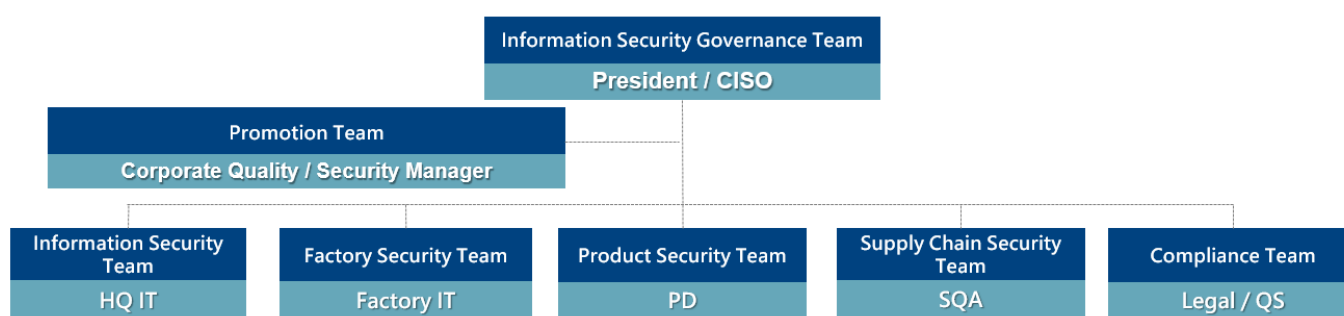 Information Security Governance Team
President / CISO
Promotion Team
Corporate Quality / Security Manager
Information Security
Team
HQ IT
Factory Security Team
Factory IT
Product Security Team
PD
Supply Chain Security
Team
SQA
Compliance Team
Legal / QS